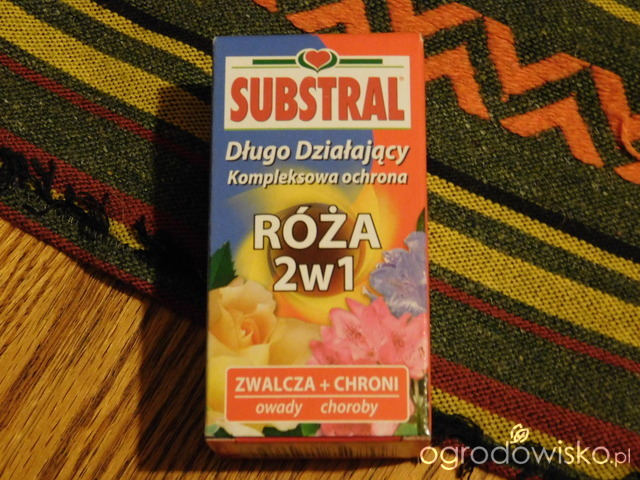 SUBSTRAL®
Długo Działający
Kompleksowa ochrona
RÓŻA
2w1
ZWALCZA + CHRONI
owady choroby
ogrodowisko.pl